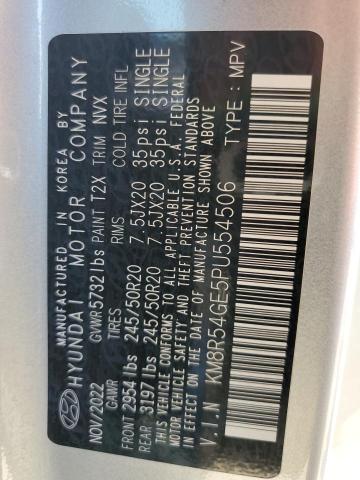 MANUFACTURED IN KOREA BY
HYUNDAI MOTOR COMPANY
NOV/2022 GVWR 5732 lbs PAINT T2X TRIM NVX
GAWR TIRES RIMS COLD TIRE INFL
FRONT 2954 lbs 245/50R20 7.5JX20 35psi SINGLE
REAR 3197 lbs 245/50R20 7.5JX20 35psi SINGLE
THIS VEHICLE CONFORMS TO ALL APPLICABLE U.S.A. FEDERAL
MOTOR VEHICLE SAFETY AND THEFT PREVENTION STANDARDS
IN EFFECT ON THE DATE OF MANUFACTURE SHOWN ABOVE
V.I.N KM8R54GE5PU554506 TYPE: MPV